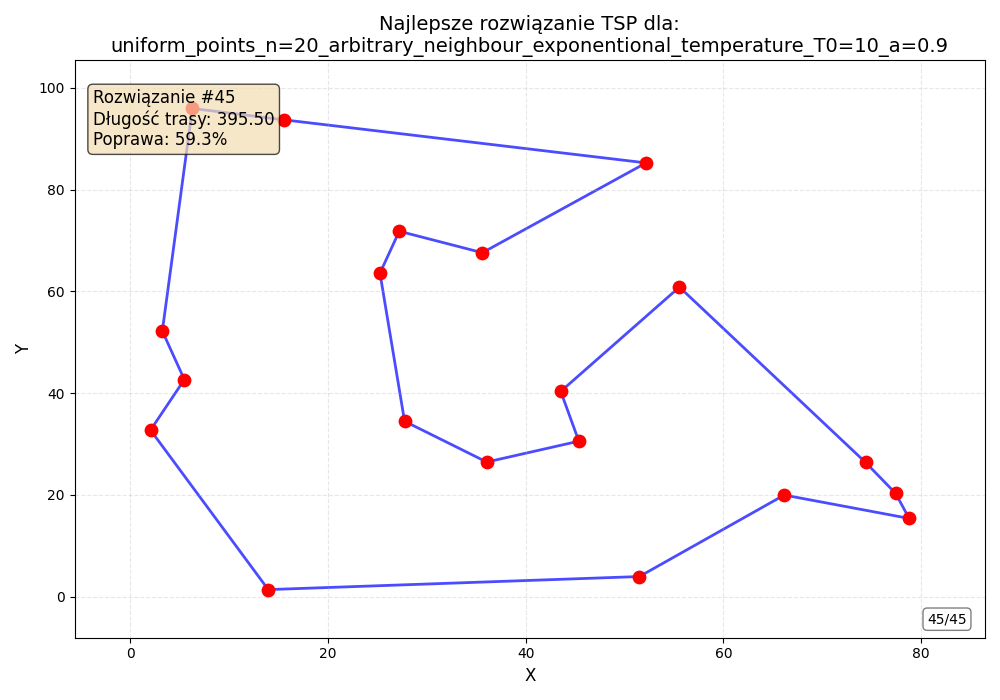 Najlepsze rozwiązanie TSP dla:
uniform_points_n=20_arbitrary_neighbour_exponentional_temperature_T0=10_a=0.9
Rozwiązanie #45
Długość trasy: 395.50
Poprawa: 59.3%
100
80
60
40
20
0
Y
45/45
0 20 40 60 80
X